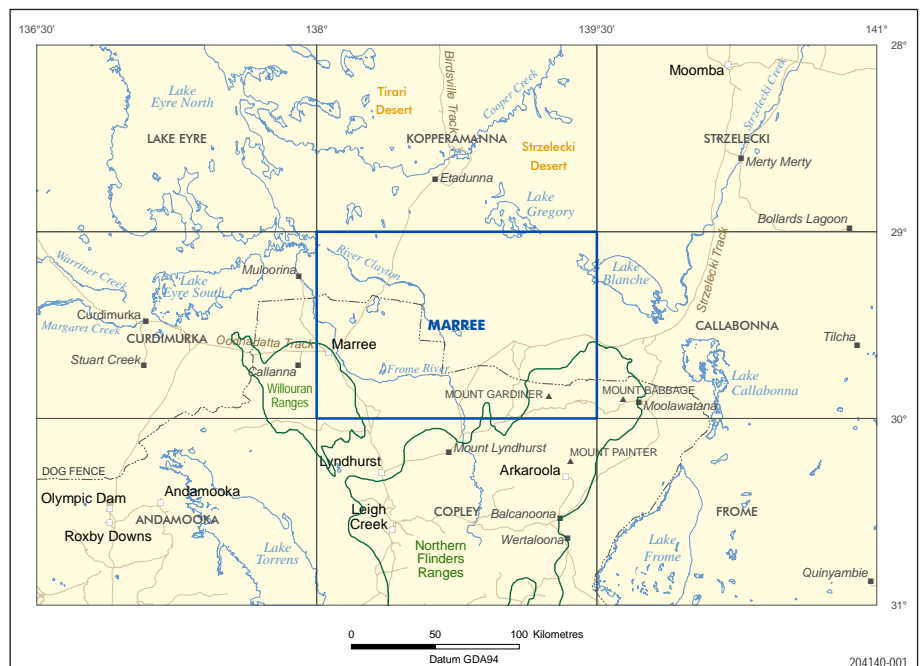 136°30'
138°
139°30'
141°
28°
Moomba
Birdsville Track
Cooper Creek
Strzelecki Creek
Lake
Eyre North
Tirari
Desert
LAKE EYRE
KOPPERAMANNA
STRZELECKI
Strzelecki
Desert
Merty Merty
Etadunna
Lake
Gregory
Bollards Lagoon
29°
Warriner Creek
Muloorina
River Clayton
Lake
Eyre South
Lake
Blanche
Strzelecki Track
Curdimurka
Margaret Creek
CURDIMURKA
Oodnadatta Track
MARREE
CALLABONNA
Marree
Tilcha
Stuart Creek
Callanna
Frome River
Willouran
Ranges
MOUNT GARDINER
MOUNT BABBAGE
Moolawatana
Lake
Callabonna
30°
Mount Lyndhurst
Lyndhurst
MOUNT PAINTER
Arkaroola
DOG FENCE
Olympic Dam
Andamooka
ANDAMOOKA
Roxby Downs
Leigh
Creek
COPLEY
Balcanoona
FROME
Wertaloona
Lake
Torrens
Northern
Flinders
Ranges
Lake
Frome
Quinyambie
31°
0 50 100 Kilometres
Datum GDA94
204140-001